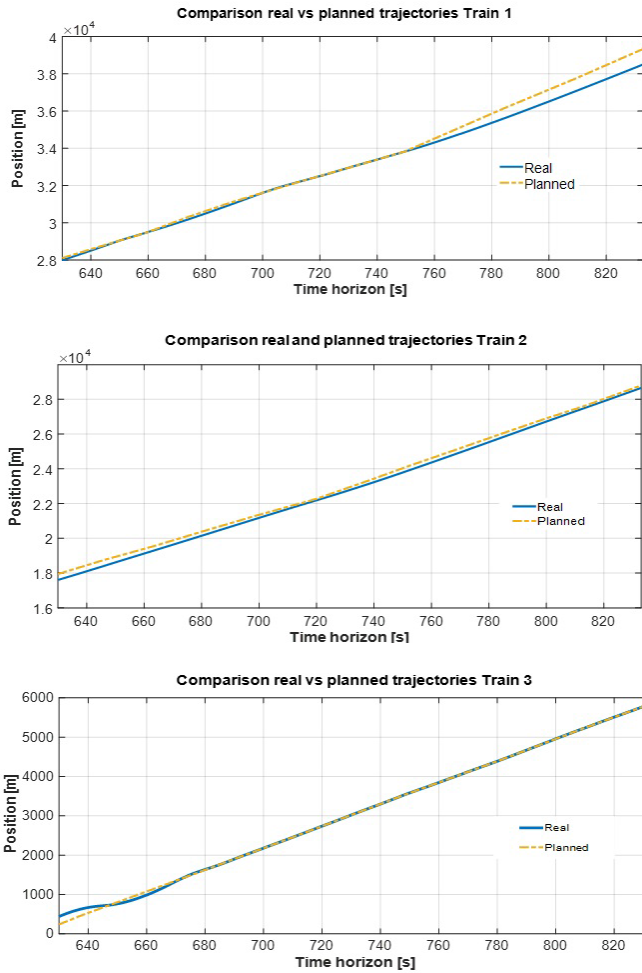 Comparison real vs planned trajectories Train 1
×10⁴
4
3.8
3.6
3.4
3.2
3
2.8
Position [m]
Real
Planned
640 660 680 700 720 740 760 780 800 820
Time horizon [s]
Comparison real and planned trajectories Train 2
×10⁴
2.8
2.6
2.4
2.2
2
1.8
1.6
Position [m]
Real
Planned
640 660 680 700 720 740 760 780 800 820
Time horizon [s]
Comparison real vs planned trajectories Train 3
6000
5000
4000
3000
2000
1000
0
Position [m]
Real
Planned
640 660 680 700 720 740 760 780 800 820
Time horizon [s]